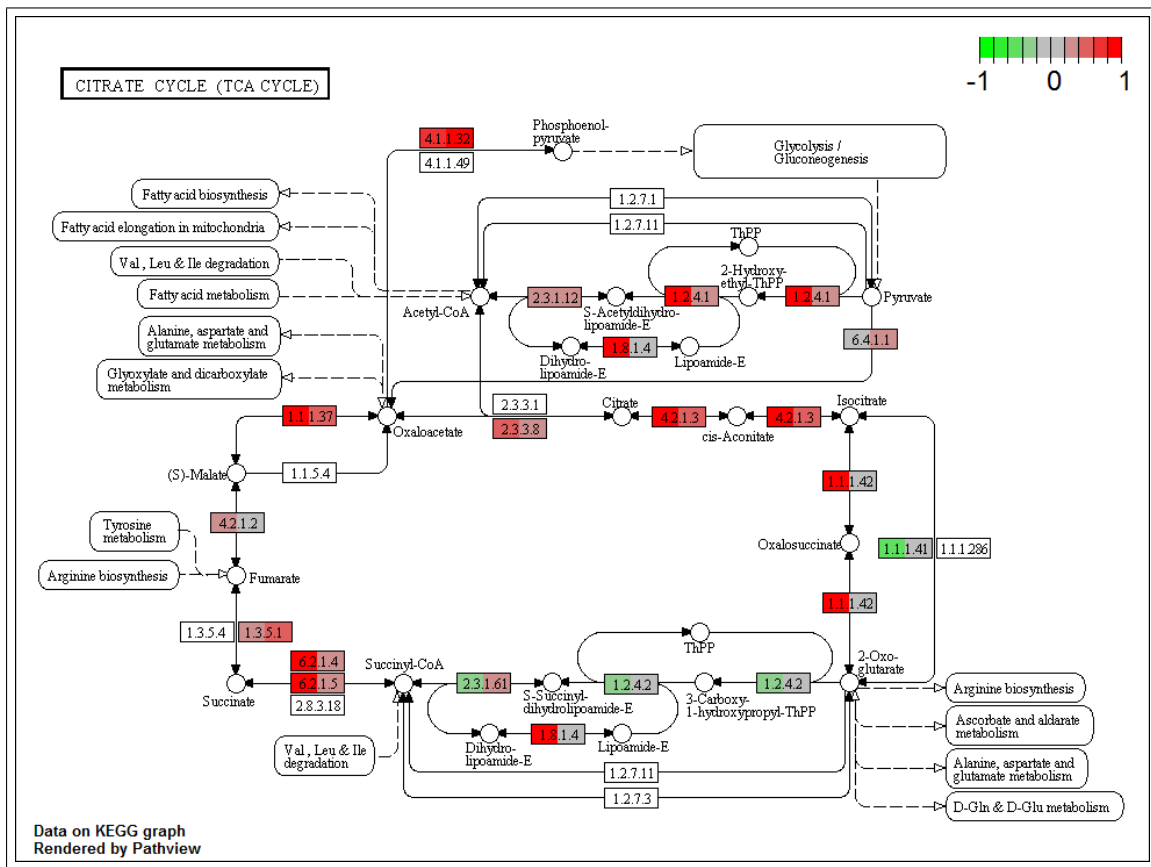 CITRATE CYCLE (TCA CYCLE)
-1 0 1
4.1.1.32
4.1.1.49
Phosphoenol-
pyruvate
Glycolysis /
Gluconeogenesis
Fatty acid biosynthesis
Fatty acid elongation in mitochondria
Val, Leu & Ile degradation
Fatty acid metabolism
Alanine, aspartate and
glutamate metabolism
Glyoxylate and dicarboxylate
metabolism
1.2.7.1
1.2.7.11
ThPP
2-Hydroxy-
ethyl-ThPP
Acetyl-CoA
2.3.1.12
S-Acetyldihydro-
lipoamide-E
1.2.4.1
1.2.4.1
Pyruvate
Dihydro-
lipoamide-E
1.8.1.4
Lipoamide-E
6.4.1.1
1.1.1.37
Oxaloacetate
2.3.3.1
2.3.3.8
Citrate
4.2.1.3
cis-Aconitate
4.2.1.3
Isocitrate
(S)-Malate
1.1.5.4
1.1.1.42
4.2.1.2
Tyrosine
metabolism
Arginine biosynthesis
Fumarate
Oxalosuccinate
1.1.1.41
1.1.1.286
1.1.1.42
1.3.5.4
1.3.5.1
Succinate
6.2.1.4
6.2.1.5
2.8.3.18
Succinyl-CoA
2.3.1.61
S-Succinyl-
dihydrolipoamide-E
1.2.4.2
ThPP
3-Carboxy-
1-hydroxypropyl-ThPP
1.2.4.2
2-Oxo-
glutarate
Dihydro-
lipoamide-E
1.8.1.4
Lipoamide-E
Val, Leu & Ile
degradation
1.2.7.11
1.2.7.3
Arginine biosynthesis
Ascorbate and aldarate
metabolism
Alanine, aspartate and
glutamate metabolism
D-Gln & D-Glu metabolism
Data on KEGG graph
Rendered by Pathview